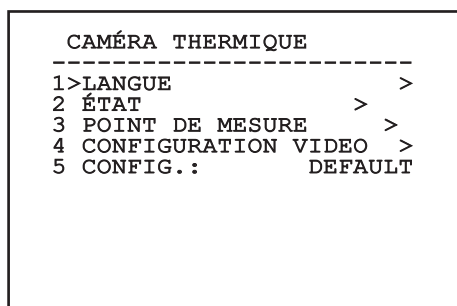 CAMÉRA THERMIQUE
------------------------
1>LANGUE >
2 ÉTAT >
3 POINT DE MESURE >
4 CONFIGURATION VIDEO >
5 CONFIG.: DEFAULT